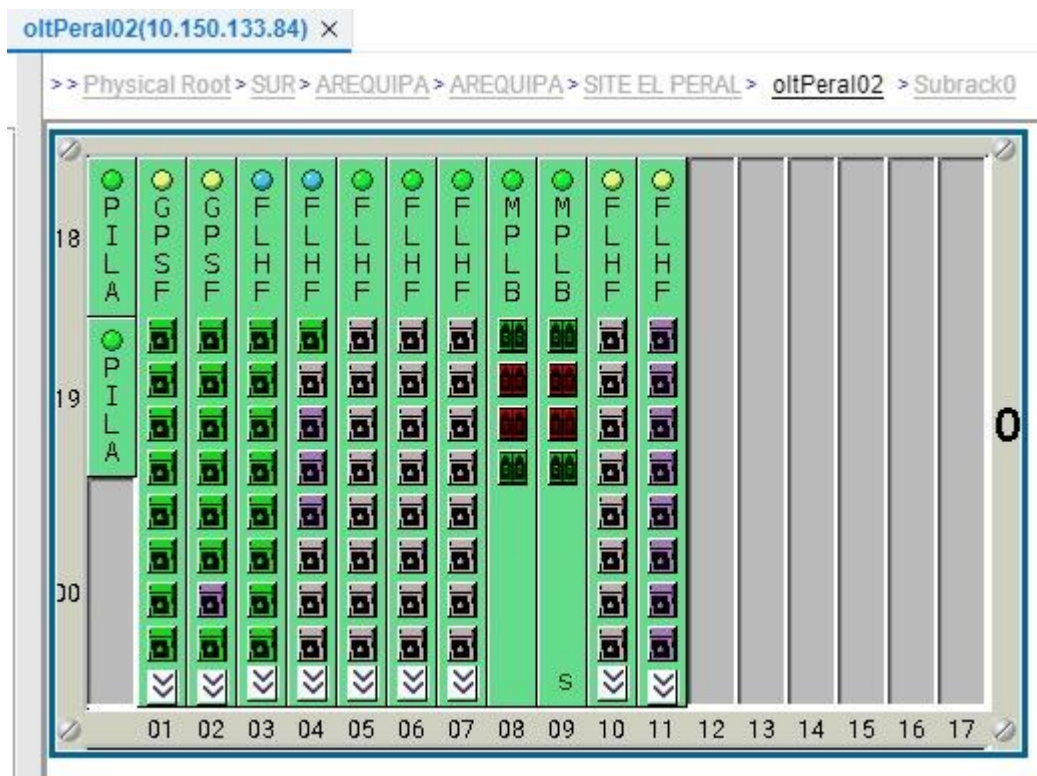 oltPeral02(10.150.133.84) ×
>> Physical Root > SUR > AREQUIPA > AREQUIPA > SITE EL PERAL > oltPeral02 > Subrack0
18
19
00
PILA
PILA
GPSF
GPSF
FLHF
FLHF
FLHF
FLHF
FLHF
MPLB
MPLB
FLHF
FLHF
S
0
01 02 03 04 05 06 07 08 09 10 11 12 13 14 15 16 17